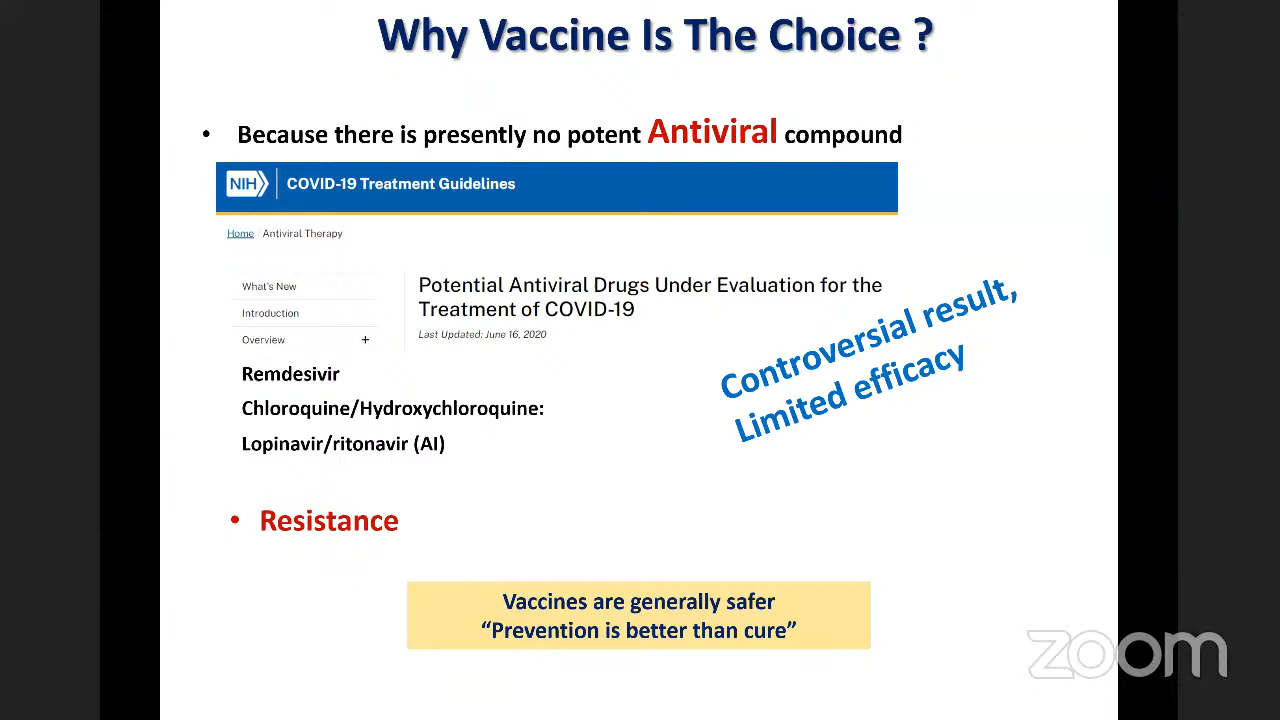 Why Vaccine Is The Choice ?
• Because there is presently no potent Antiviral compound
NIH COVID-19 Treatment Guidelines
Home / Antiviral Therapy
What's New
Introduction
Overview +
Potential Antiviral Drugs Under Evaluation for the
Treatment of COVID-19
Last Updated: June 16, 2020
Remdesivir
Chloroquine/Hydroxychloroquine:
Lopinavir/ritonavir (AI)
Controversial result,
Limited efficacy
• Resistance
Vaccines are generally safer
“Prevention is better than cure”
zoom